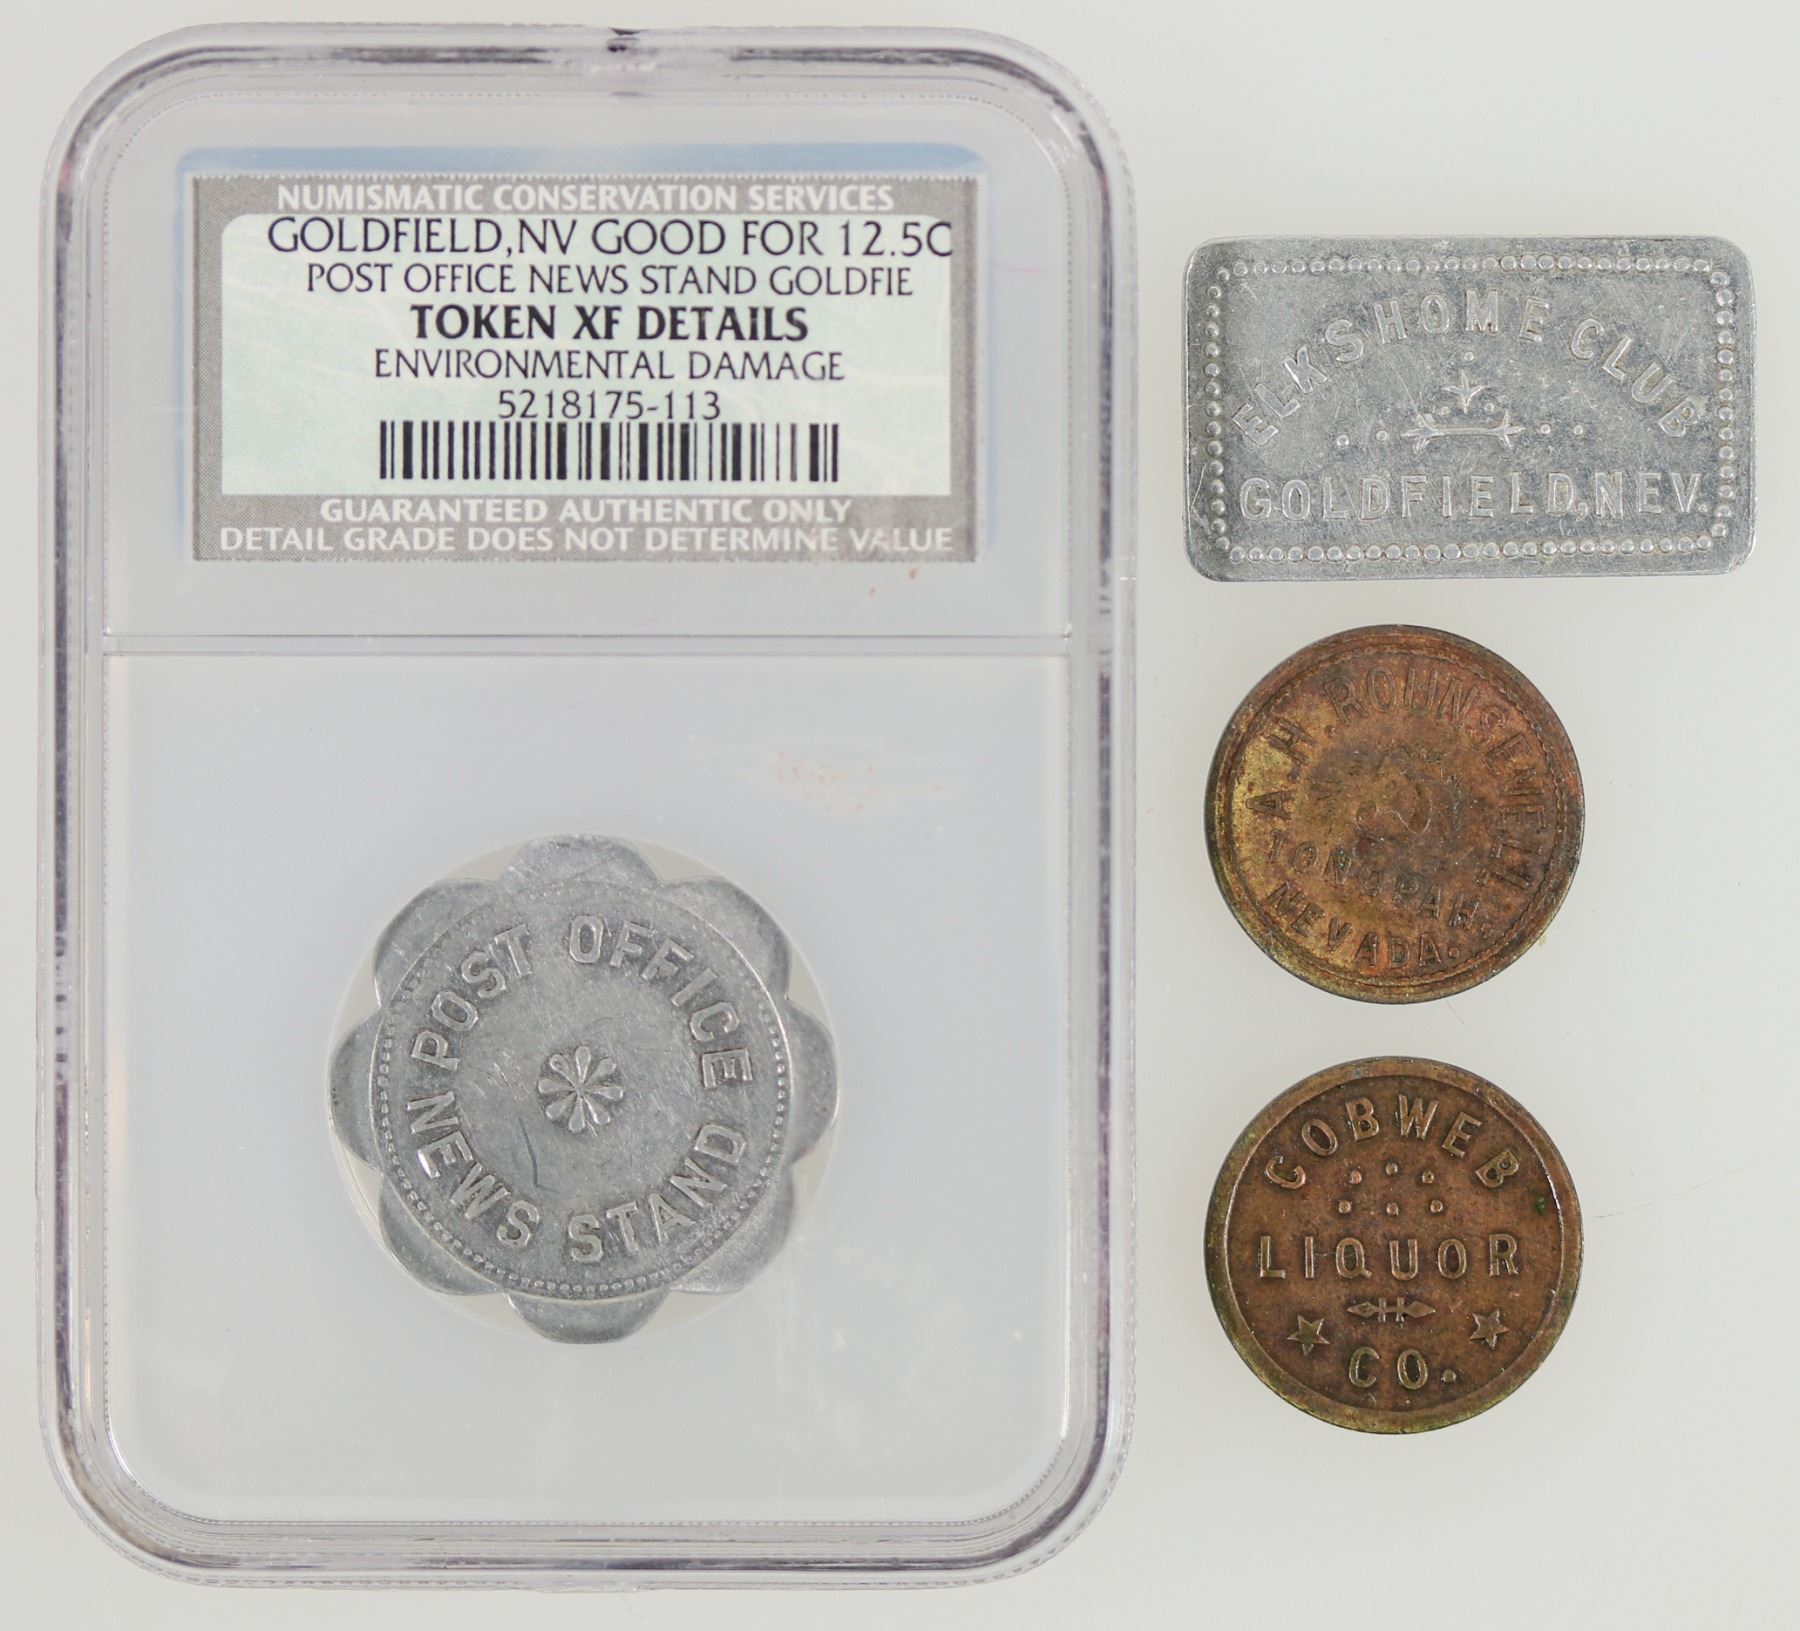 NUMISMATIC CONSERVATION SERVICES
GOLDFIELD,NV GOOD FOR 12.5C
POST OFFICE NEWS STAND GOLDFIE
TOKEN XF DETAILS
ENVIRONMENTAL DAMAGE
5218175-113
GUARANTEED AUTHENTIC ONLY
DETAIL GRADE DOES NOT DETERMINE VALUE
POST OFFICE
NEWS STAND
ELKS HOME CLUB
GOLDFIELD, NEV.
A.H. ROUNSEVELL
TONOPAH.
NEVADA.
COBWEB
LIQUOR
CO.